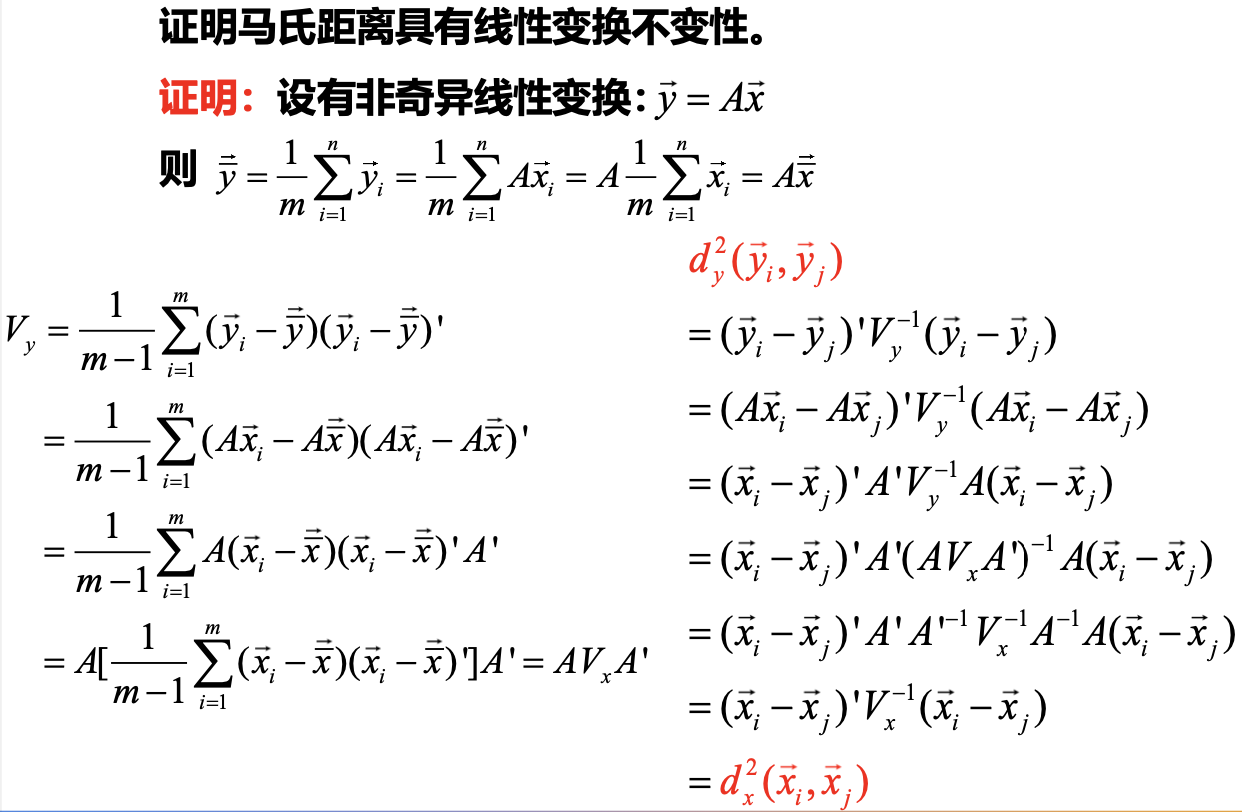 证明马氏距离具有线性变换不变性。
证明：设有非奇异线性变换：$\vec{y} = A\vec{x}$
则 $\vec{\bar{y}} = \frac{1}{m}\sum_{i=1}^{n}\vec{y}_i = \frac{1}{m}\sum_{i=1}^{n}A\vec{x}_i = A\frac{1}{m}\sum_{i=1}^{n}\vec{x}_i = A\vec{\bar{x}}$
$V_y = \frac{1}{m-1}\sum_{i=1}^{m}(\vec{y}_i - \vec{\bar{y}})(\vec{y}_i - \vec{\bar{y}})'$
$= \frac{1}{m-1}\sum_{i=1}^{m}(A\vec{x}_i - A\vec{\bar{x}})(A\vec{x}_i - A\vec{\bar{x}})'$
$= \frac{1}{m-1}\sum_{i=1}^{m}A(\vec{x}_i - \vec{\bar{x}})(\vec{x}_i - \vec{\bar{x}})'A'$
$= A[\frac{1}{m-1}\sum_{i=1}^{m}(\vec{x}_i - \vec{\bar{x}})(\vec{x}_i - \vec{\bar{x}})']A' = AV_xA'$
$d_y^2(\vec{y}_i, \vec{y}_j)$
$= (\vec{y}_i - \vec{y}_j)'V_y^{-1}(\vec{y}_i - \vec{y}_j)$
$= (A\vec{x}_i - A\vec{x}_j)'V_y^{-1}(A\vec{x}_i - A\vec{x}_j)$
$= (\vec{x}_i - \vec{x}_j)'A'V_y^{-1}A(\vec{x}_i - \vec{x}_j)$
$= (\vec{x}_i - \vec{x}_j)'A'(AV_xA')^{-1}A(\vec{x}_i - \vec{x}_j)$
$= (\vec{x}_i - \vec{x}_j)'A'A'^{-1}V_x^{-1}A^{-1}A(\vec{x}_i - \vec{x}_j)$
$= (\vec{x}_i - \vec{x}_j)'V_x^{-1}(\vec{x}_i - \vec{x}_j)$
$= d_x^2(\vec{x}_i, \vec{x}_j)$